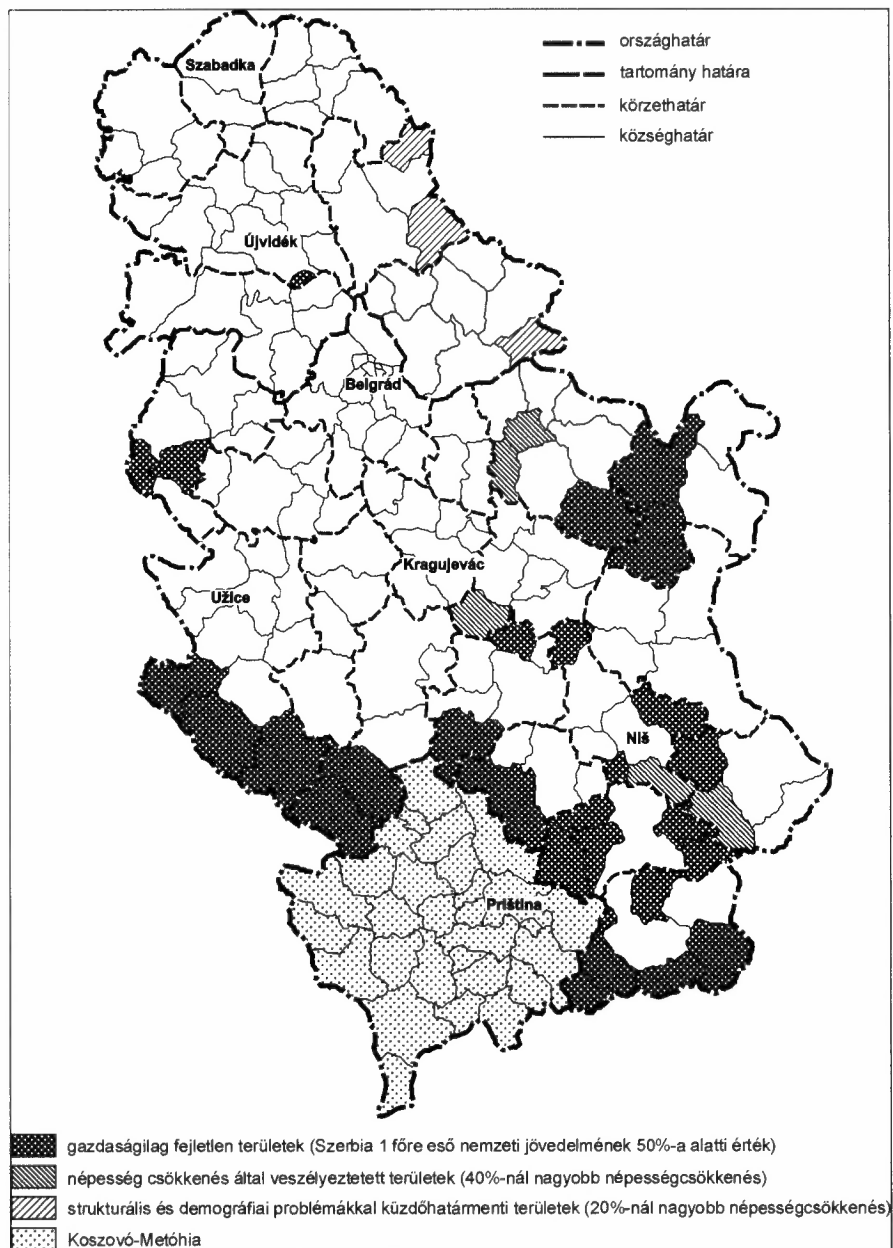 országhatár
tartomány határa
körzethatár
községhatár
Szabadka
Újvidék
Belgrád
Kragujevác
Užice
Niš
Priština
gazdaságilag fejletlen területek (Szerbia 1 főre eső nemzeti jövedelmének 50%-a alatti érték)
népesség csökkenés által veszélyeztetett területek (40%-nál nagyobb népességcsökkenés)
strukturális és demográfiai problémákkal küzdőhatármenti területek (20%-nál nagyobb népességcsökkenés)
Koszovó-Metóhia